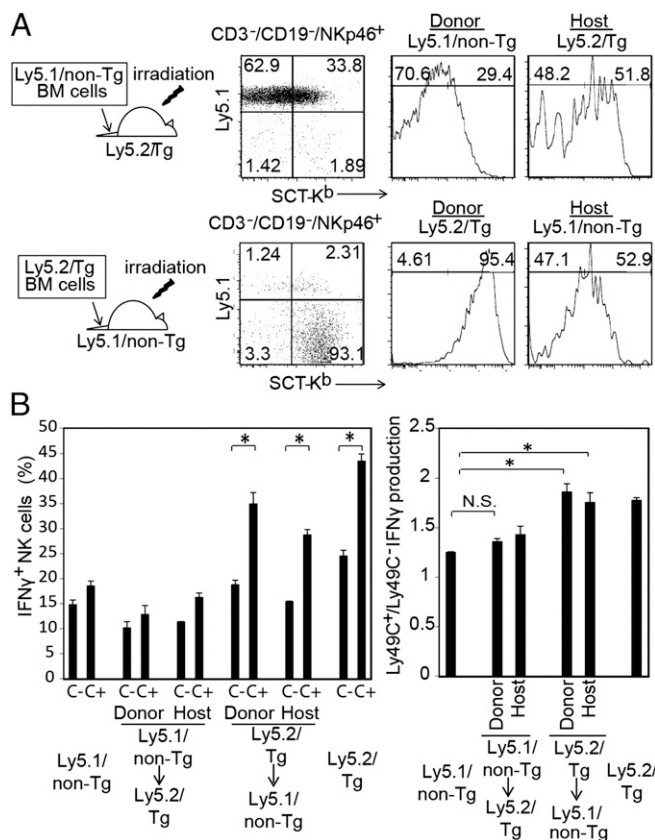 A
Ly5.1/non-Tg
BM cells
irradiation
Ly5.2/Tg
CD3⁻/CD19⁻/NKp46⁺
62.9 33.8
1.42 1.89
Ly5.1
SCT-Kᵇ
Donor
Ly5.1/non-Tg
70.6 29.4
Host
Ly5.2/Tg
48.2 51.8
Ly5.2/Tg
BM cells
irradiation
Ly5.1/non-Tg
CD3⁻/CD19⁻/NKp46⁺
1.24 2.31
3.3 93.1
Ly5.1
SCT-Kᵇ
Donor
Ly5.2/Tg
4.61 95.4
Host
Ly5.1/non-Tg
47.1 52.9
B
IFNγ⁺ NK cells (%)
50
45
40
35
30
25
20
15
10
5
0
* * *
C-C+ C-C+ C-C+ C-C+ C-C+ C-C+
Donor Host Donor Host
Ly5.1/
non-Tg
Ly5.1/
non-Tg
Ly5.2/
Tg
Ly5.2/
Tg
Ly5.1/non-Tg
Ly5.2/
Tg
Ly49C⁺/Ly49C⁻IFNγ production
2.5
2
1.5
1
0.5
0
N.S.
*
*
Donor
Host
Donor
Host
Ly5.1/
non-Tg
Ly5.1/
non-Tg
Ly5.2/
Tg
Ly5.2/
Tg
Ly5.1/non-Tg
Ly5.2/
Tg